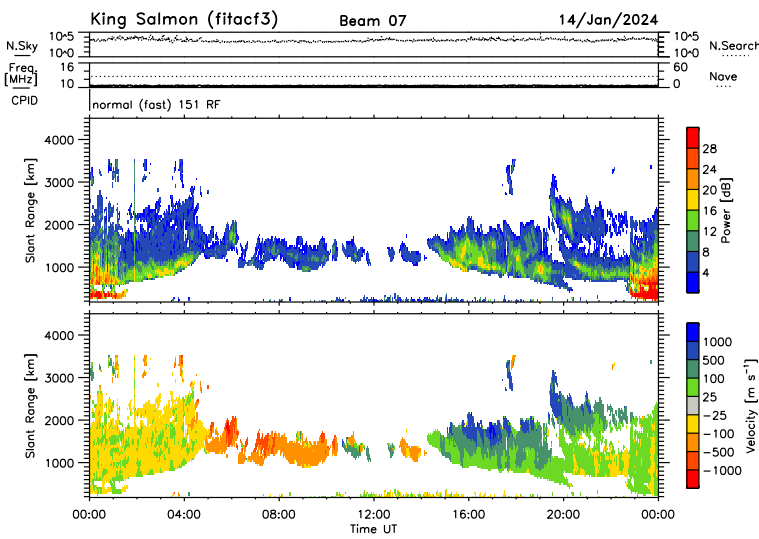 King Salmon (fitacf3) Beam 07 14/Jan/2024
N.Sky 10^5 10^5 N.Search
10^0 10^0
Freq. 16 60 Nave
[MHz] 10 0
CPID normal (fast) 151 RF
Slant Range [km] 4000 3000 2000 1000
Power [dB] 28 24 20 16 12 8 4
Slant Range [km] 4000 3000 2000 1000
Velocity [m s⁻¹] 1000 500 100 25 −25 −100 −500 −1000
00:00 04:00 08:00 12:00 16:00 20:00 00:00
Time UT